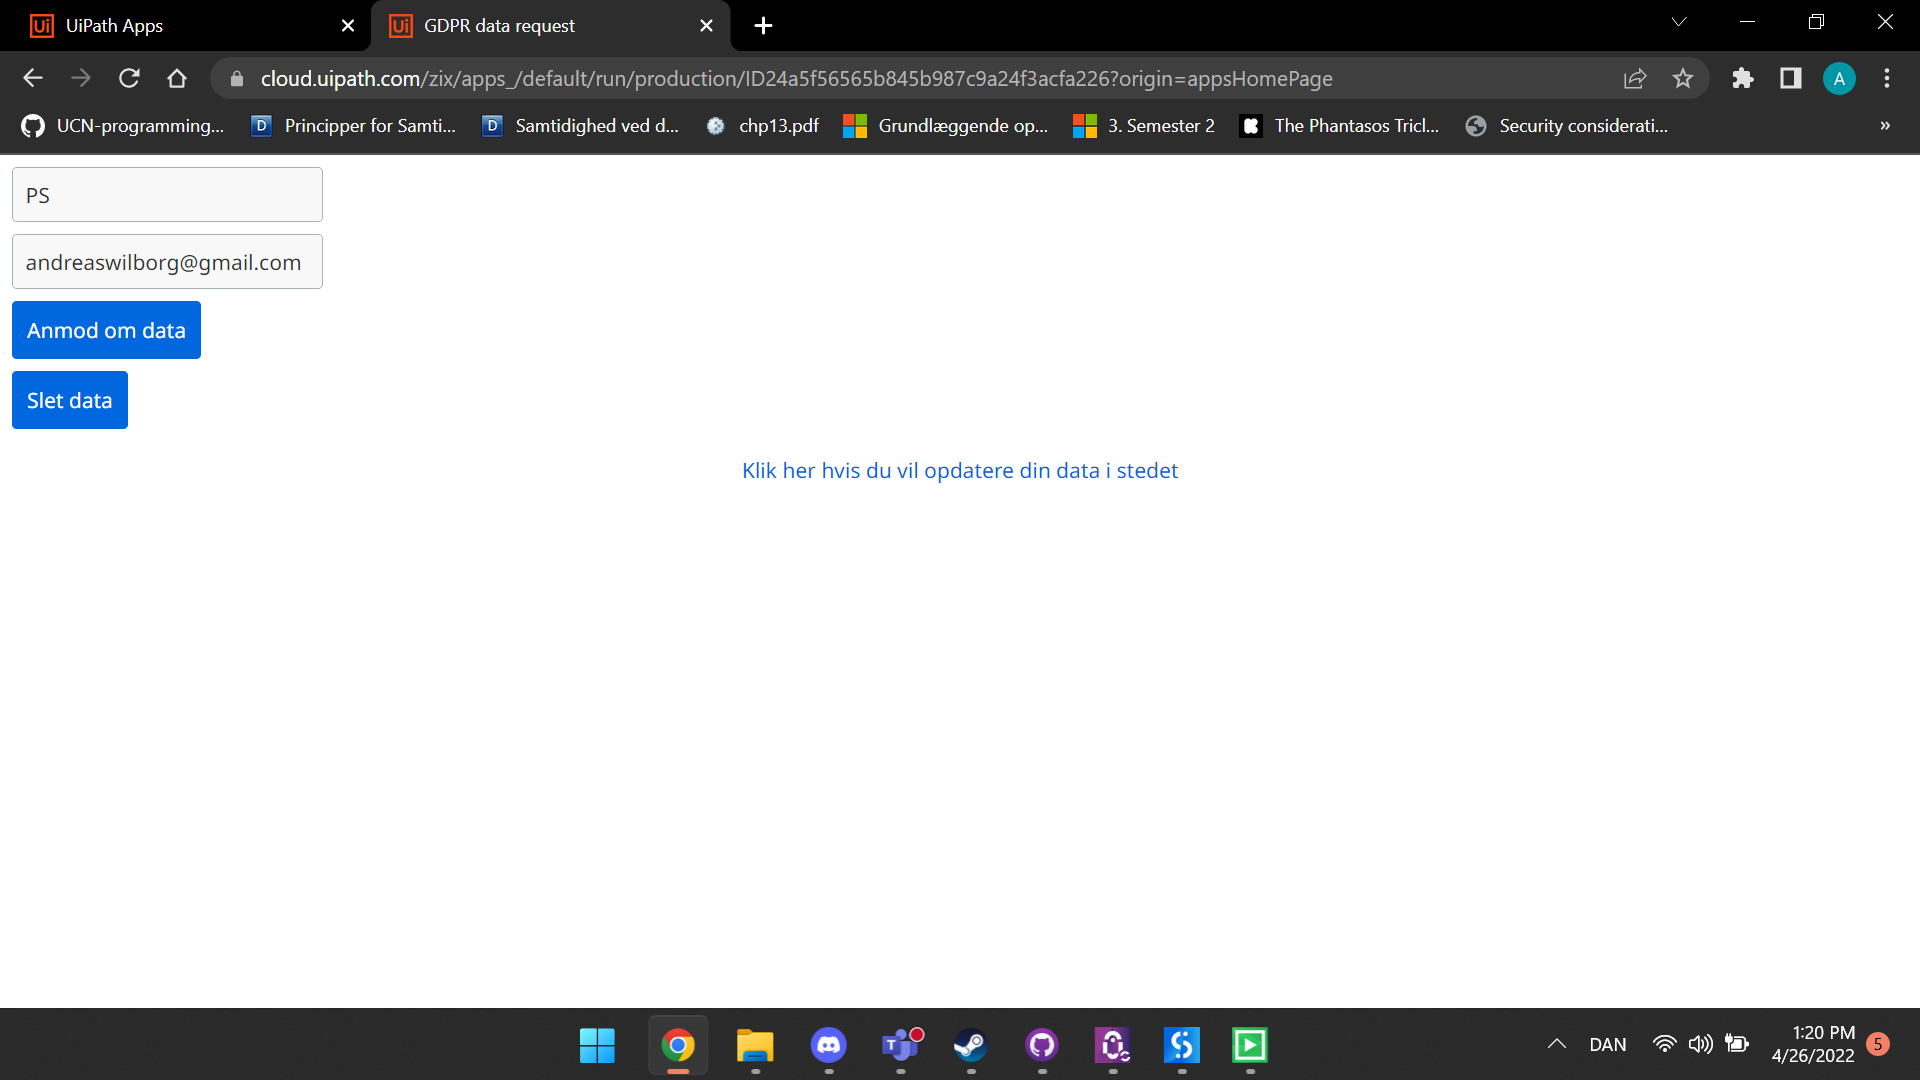 UiPath Apps
GDPR data request
cloud.uipath.com/zix/apps_/default/run/production/ID24a5f56565b845b987c9a24f3acfa226?origin=appsHomePage
A
UCN-programming...
Principper for Samti...
Samtidighed ved d...
chp13.pdf
Grundlæggende op...
3. Semester 2
The Phantasos Tricl...
Security considerati...
»
PS
andreaswilborg@gmail.com
Anmod om data
Slet data
Klik her hvis du vil opdatere din data i stedet
DAN
1:20 PM
4/26/2022
5